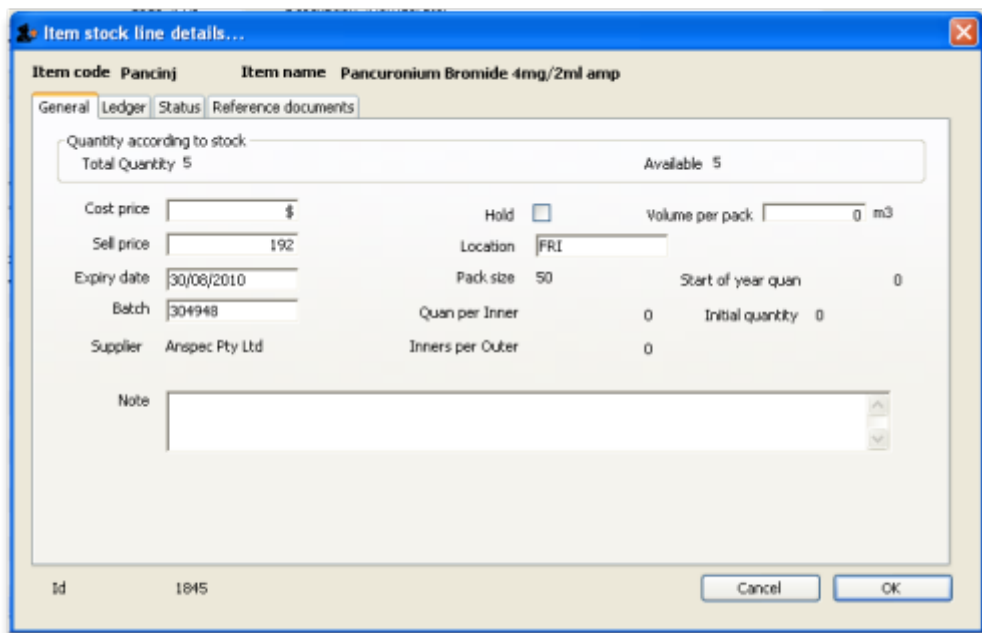 Item stock line details...
Item code Pancinj Item name Pancuronium Bromide 4mg/2ml amp
General Ledger Status Reference documents
Quantity according to stock
Total Quantity 5 Available 5
Cost price $ Hold Volume per pack 0 m3
Sell price 192 Location FRI
Expiry date 30/08/2010 Pack size 50 Start of year quan 0
Batch 304948 Quan per Inner 0 Initial quantity 0
Supplier Anspec Pty Ltd Inners per Outer 0
Note
Id 1845 Cancel OK